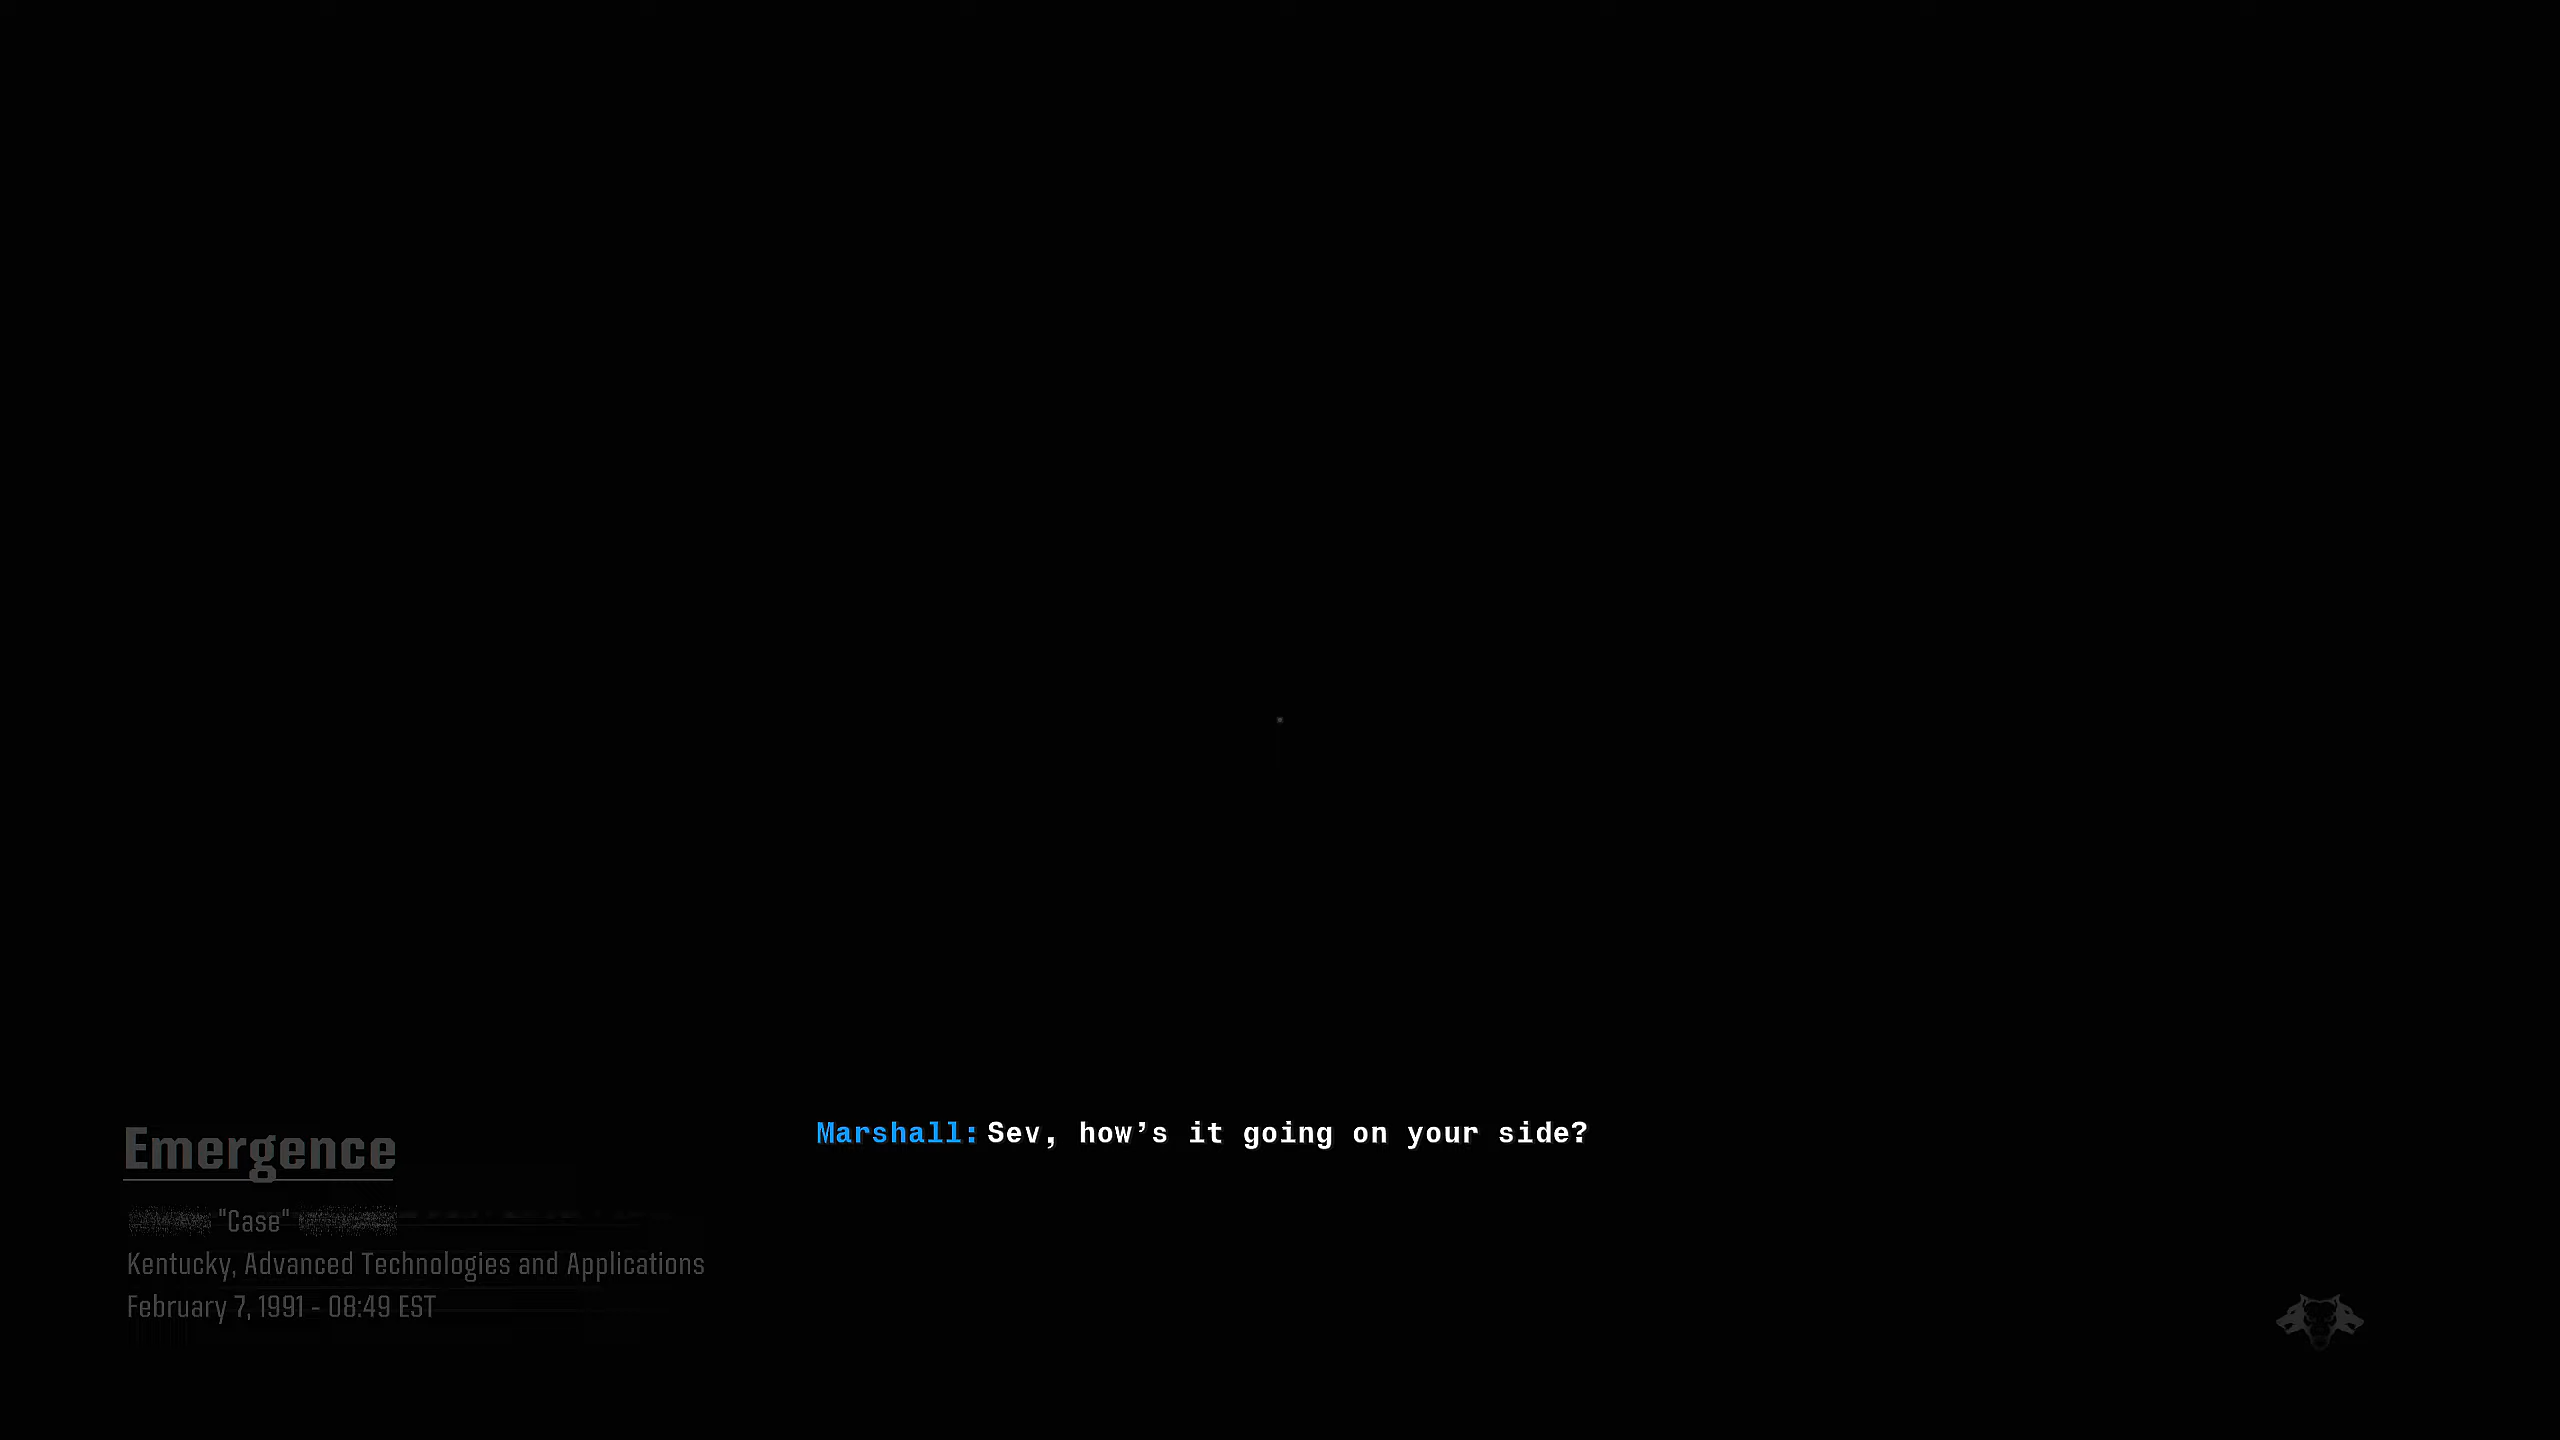 Marshall: Sev, how’s it going on your side?
Emergence
"Case"
Kentucky, Advanced Technologies and Applications
February 7, 1991 - 08:49 EST